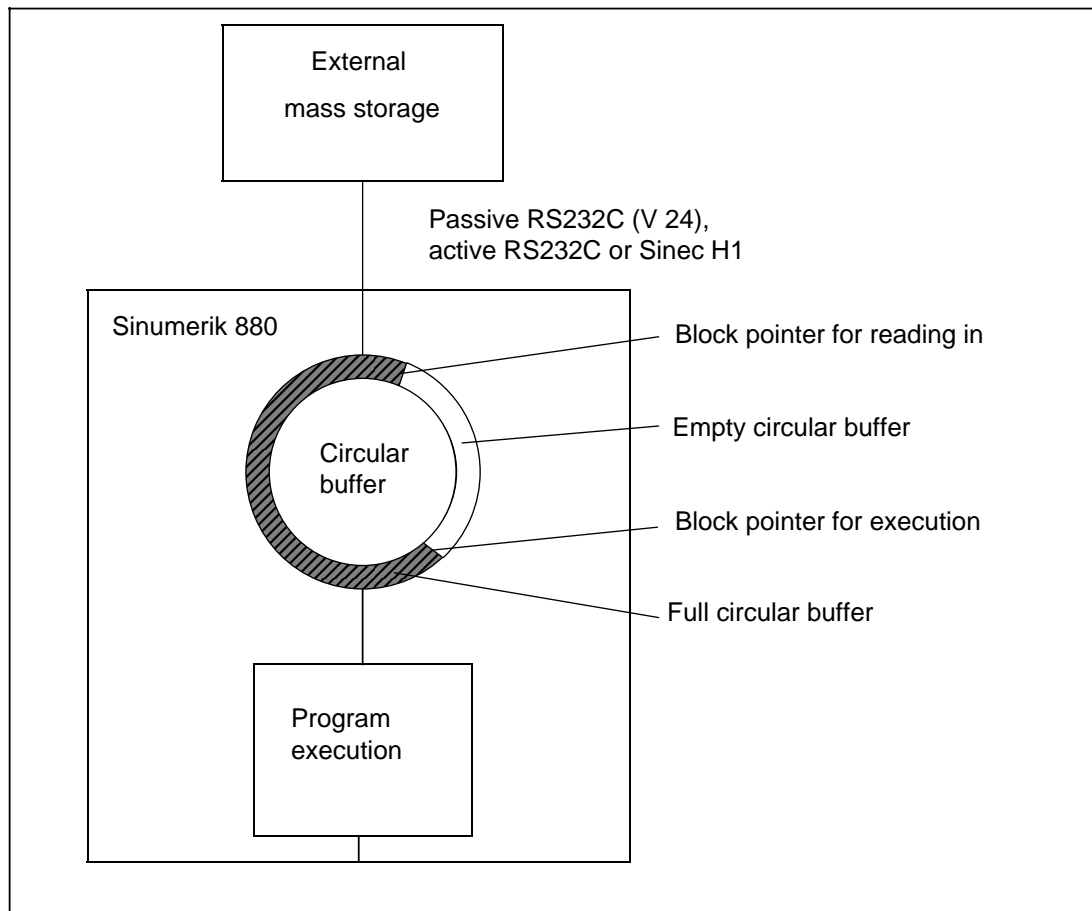 External
mass storage
Passive RS232C (V 24),
active RS232C or Sinec H1
Sinumerik 880
Block pointer for reading in
Empty circular buffer
Circular
buffer
Block pointer for execution
Full circular buffer
Program
execution